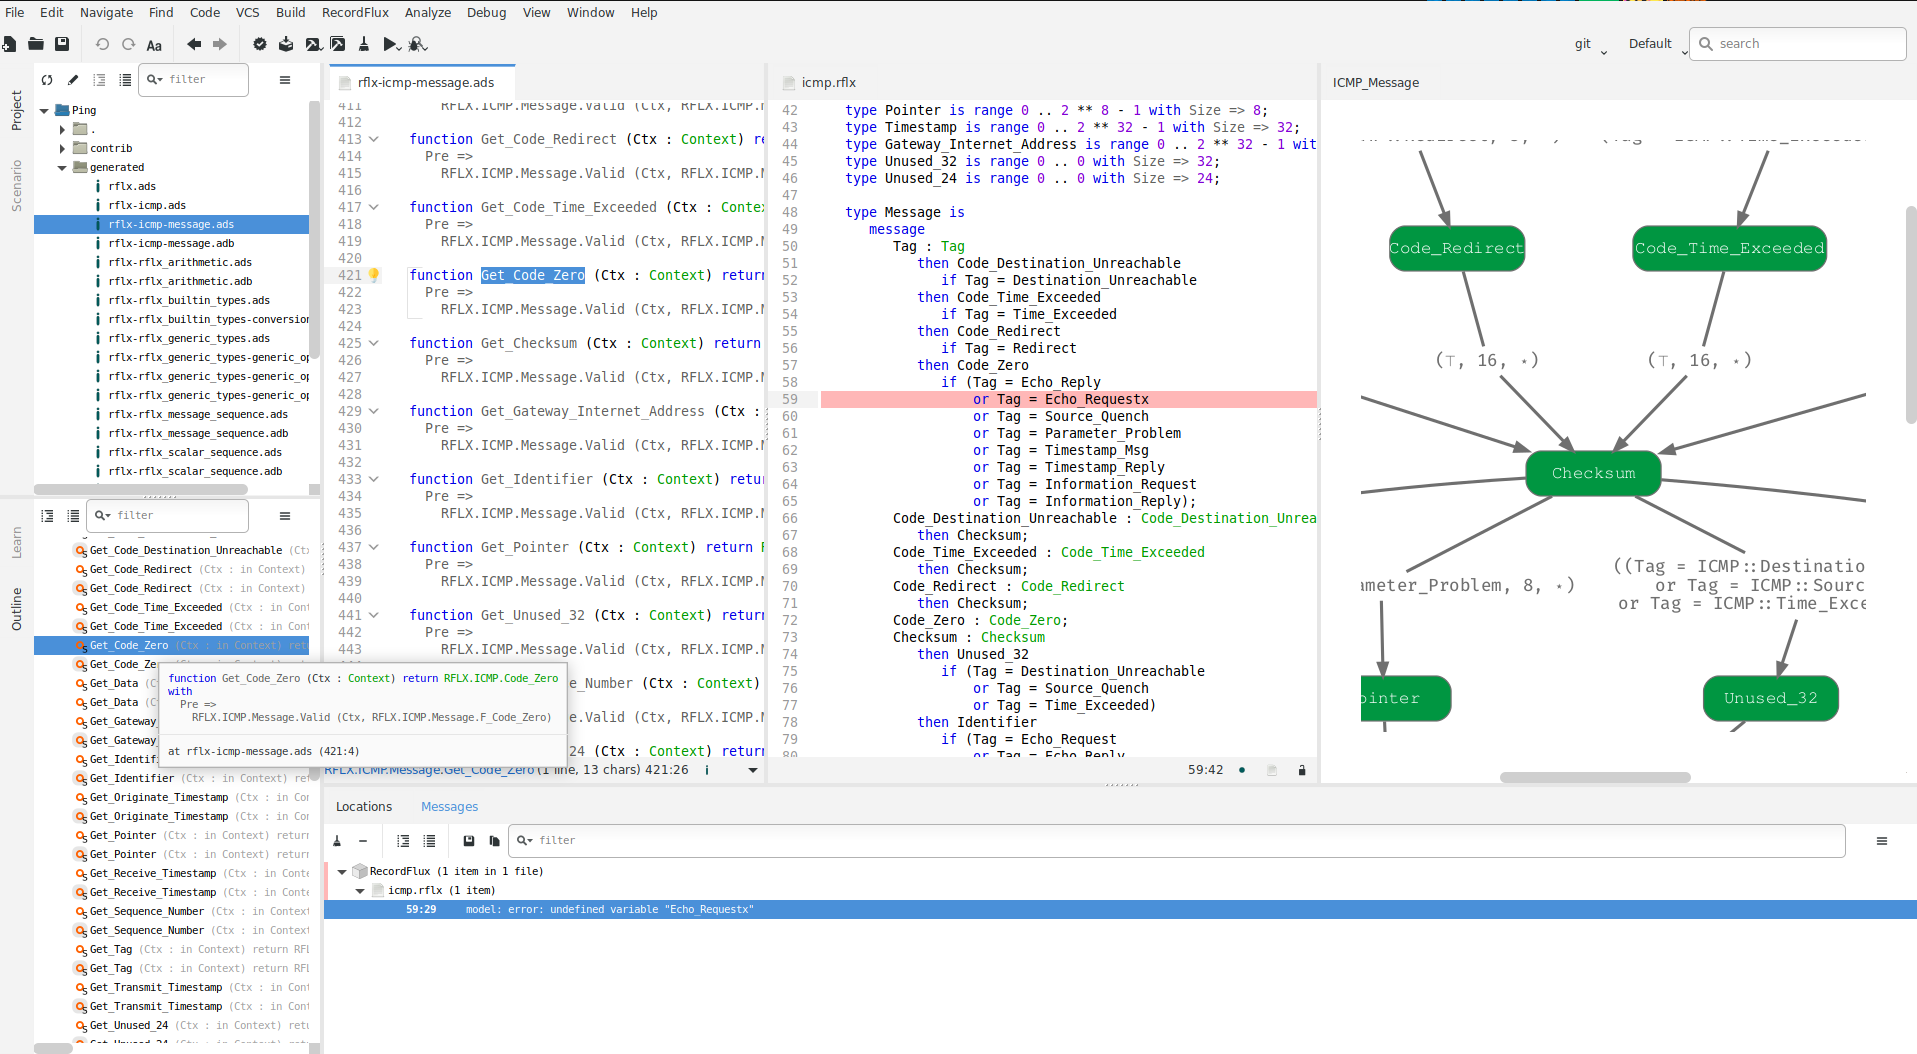 File Edit Navigate Find Code VCS Build RecordFlux Analyze Debug View Window Help
Aa
git Default search
Project
Scenario
filter
Ping
.
contrib
generated
rflx.ads
rflx-icmp.ads
rflx-icmp-message.ads
rflx-icmp-message.adb
rflx-rflx_arithmetic.ads
rflx-rflx_arithmetic.adb
rflx-rflx_builtin_types.ads
rflx-rflx_builtin_types-conversion
rflx-rflx_generic_types.ads
rflx-rflx_generic_types-generic_op
rflx-rflx_generic_types-generic_op
rflx-rflx_generic_types-generic_op
rflx-rflx_message_sequence.ads
rflx-rflx_message_sequence.adb
rflx-rflx_scalar_sequence.ads
rflx-rflx_scalar_sequence.adb
Learn
Outline
filter
Get_Code_Destination_Unreachable (Ct
Get_Code_Redirect (Ctx : in Context)
Get_Code_Redirect (Ctx : in Context)
Get_Code_Time_Exceeded (Ctx : in Cont
Get_Code_Time_Exceeded (Ctx : in Cont
Get_Code_Zero (Ctx : in Context) retu
Get_Code_Ze
Get_Data (C
Get_Data (C
Get_Gateway_
Get_Gateway_
Get_Identif
Get_Identifier (Ctx : in Context) ret
Get_Originate_Timestamp (Ctx : in Con
Get_Originate_Timestamp (Ctx : in Con
Get_Pointer (Ctx : in Context) return
Get_Pointer (Ctx : in Context) return
Get_Receive_Timestamp (Ctx : in Conte
Get_Receive_Timestamp (Ctx : in Conte
Get_Sequence_Number (Ctx : in Context
Get_Sequence_Number (Ctx : in Context
Get_Tag (Ctx : in Context) return RFL
Get_Tag (Ctx : in Context) return RFL
Get_Transmit_Timestamp (Ctx : in Cont
Get_Transmit_Timestamp (Ctx : in Cont
Get_Unused_24 (Ctx : in Context) retu
function Get_Code_Zero (Ctx : Context) return RFLX.ICMP.Code_Zero
with
Pre =>
RFLX.ICMP.Message.Valid (Ctx, RFLX.ICMP.Message.F_Code_Zero)
at rflx-icmp-message.ads (421:4)
rflx-icmp-message.ads
411 RFLX.ICMP.Message.Valid (Ctx, RFLX.ICMP.M
412
413 function Get_Code_Redirect (Ctx : Context) re
414 Pre =>
415 RFLX.ICMP.Message.Valid (Ctx, RFLX.ICMP.M
416
417 function Get_Code_Time_Exceeded (Ctx : Contex
418 Pre =>
419 RFLX.ICMP.Message.Valid (Ctx, RFLX.ICMP.M
420
421 function Get_Code_Zero (Ctx : Context) return
422 Pre =>
423 RFLX.ICMP.Message.Valid (Ctx, RFLX.ICMP.M
424
425 function Get_Checksum (Ctx : Context) return
426 Pre =>
427 RFLX.ICMP.Message.Valid (Ctx, RFLX.ICMP.M
428
429 function Get_Gateway_Internet_Address (Ctx :
430 Pre =>
431 RFLX.ICMP.Message.Valid (Ctx, RFLX.ICMP.M
432
433 function Get_Identifier (Ctx : Context) retur
434 Pre =>
435 RFLX.ICMP.Message.Valid (Ctx, RFLX.ICMP.M
436
437 function Get_Pointer (Ctx : Context) return R
438 Pre =>
439 RFLX.ICMP.Message.Valid (Ctx, RFLX.ICMP.M
440
441 function Get_Unused_32 (Ctx : Context) return
442 Pre =>
443 RFLX.ICMP.Message.Valid (Ctx, RFLX.ICMP.M
e_Number (Ctx : Context)
e.Valid (Ctx, RFLX.ICMP.M
24 (Ctx : Context) return
RFLX.ICMP.Message.Get_Code_Zero (1 line, 13 chars) 421:26
icmp.rflx
42 type Pointer is range 0 .. 2 ** 8 - 1 with Size => 8;
43 type Timestamp is range 0 .. 2 ** 32 - 1 with Size => 32;
44 type Gateway_Internet_Address is range 0 .. 2 ** 32 - 1 wit
45 type Unused_32 is range 0 .. 0 with Size => 32;
46 type Unused_24 is range 0 .. 0 with Size => 24;
47
48 type Message is
49 message
50 Tag : Tag
51 then Code_Destination_Unreachable
52 if Tag = Destination_Unreachable
53 then Code_Time_Exceeded
54 if Tag = Time_Exceeded
55 then Code_Redirect
56 if Tag = Redirect
57 then Code_Zero
58 if (Tag = Echo_Reply
59 or Tag = Echo_Requestx
60 or Tag = Source_Quench
61 or Tag = Parameter_Problem
62 or Tag = Timestamp_Msg
63 or Tag = Timestamp_Reply
64 or Tag = Information_Request
65 or Tag = Information_Reply);
66 Code_Destination_Unreachable : Code_Destination_Unrea
67 then Checksum;
68 Code_Time_Exceeded : Code_Time_Exceeded
69 then Checksum;
70 Code_Redirect : Code_Redirect
71 then Checksum;
72 Code_Zero : Code_Zero;
73 Checksum : Checksum
74 then Unused_32
75 if (Tag = Destination_Unreachable
76 or Tag = Source_Quench
77 or Tag = Time_Exceeded)
78 then Identifier
79 if (Tag = Echo_Request
80 or Tag = Echo_Reply
59:42
ICMP_Message
Code_Redirect Code_Time_Exceeded
(⊤, 16, ⋆) (⊤, 16, ⋆)
Checksum
ameter_Problem, 8, ⋆)
((Tag = ICMP::Destinatio
or Tag = ICMP::Sourc
or Tag = ICMP::Time_Exce
ointer Unused_32
Locations Messages
filter
RecordFlux (1 item in 1 file)
icmp.rflx (1 item)
59:29 model: error: undefined variable "Echo_Requestx"